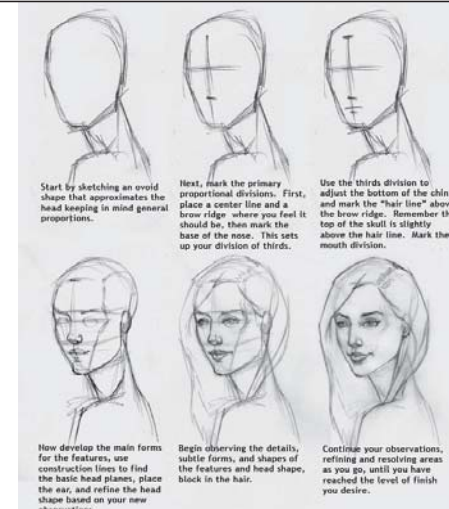 Start by sketching an ovoid
shape that approximates the
head keeping in mind general
proportions.
Next, mark the primary
proportional divisions. First,
place a center line and a
brow ridge where you feel it
should be, then mark the
base of the nose. This sets
up your division of thirds.
Use the thirds division to
adjust the bottom of the chin
and mark the "hair line" above
the brow ridge. Remember the
top of the skull is slightly
above the hair line. Mark the
mouth division.
Now develop the main forms
for the features, use
construction lines to find
the basic head planes, place
the ear, and refine the head
shape based on your new
observations.
Begin observing the details,
subtle forms, and shapes of
the features and head shape,
block in the hair.
Continue your observations,
refining and resolving areas
as you go, until you have
reached the level of finish
you desire.